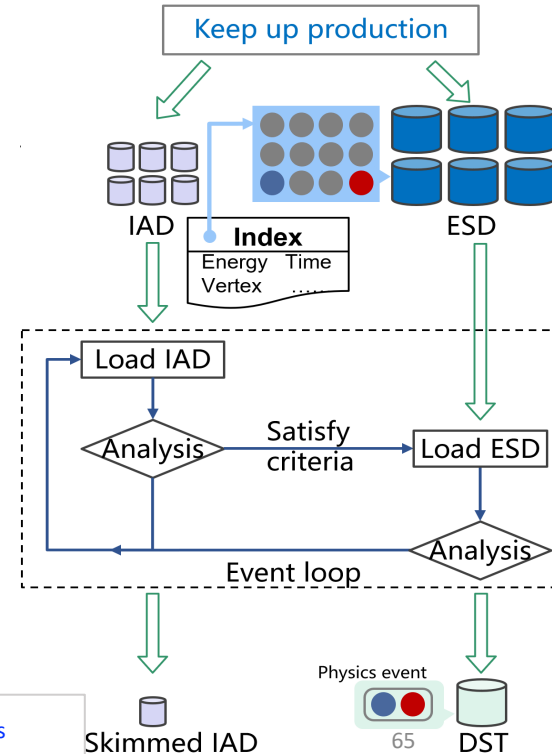 Keep up production
IAD
ESD
Index
Energy Time
Vertex ......
Load IAD
Analysis
Satisfy
criteria
Load ESD
Analysis
Event loop
Physics event
s
Skimmed IAD
65
DST